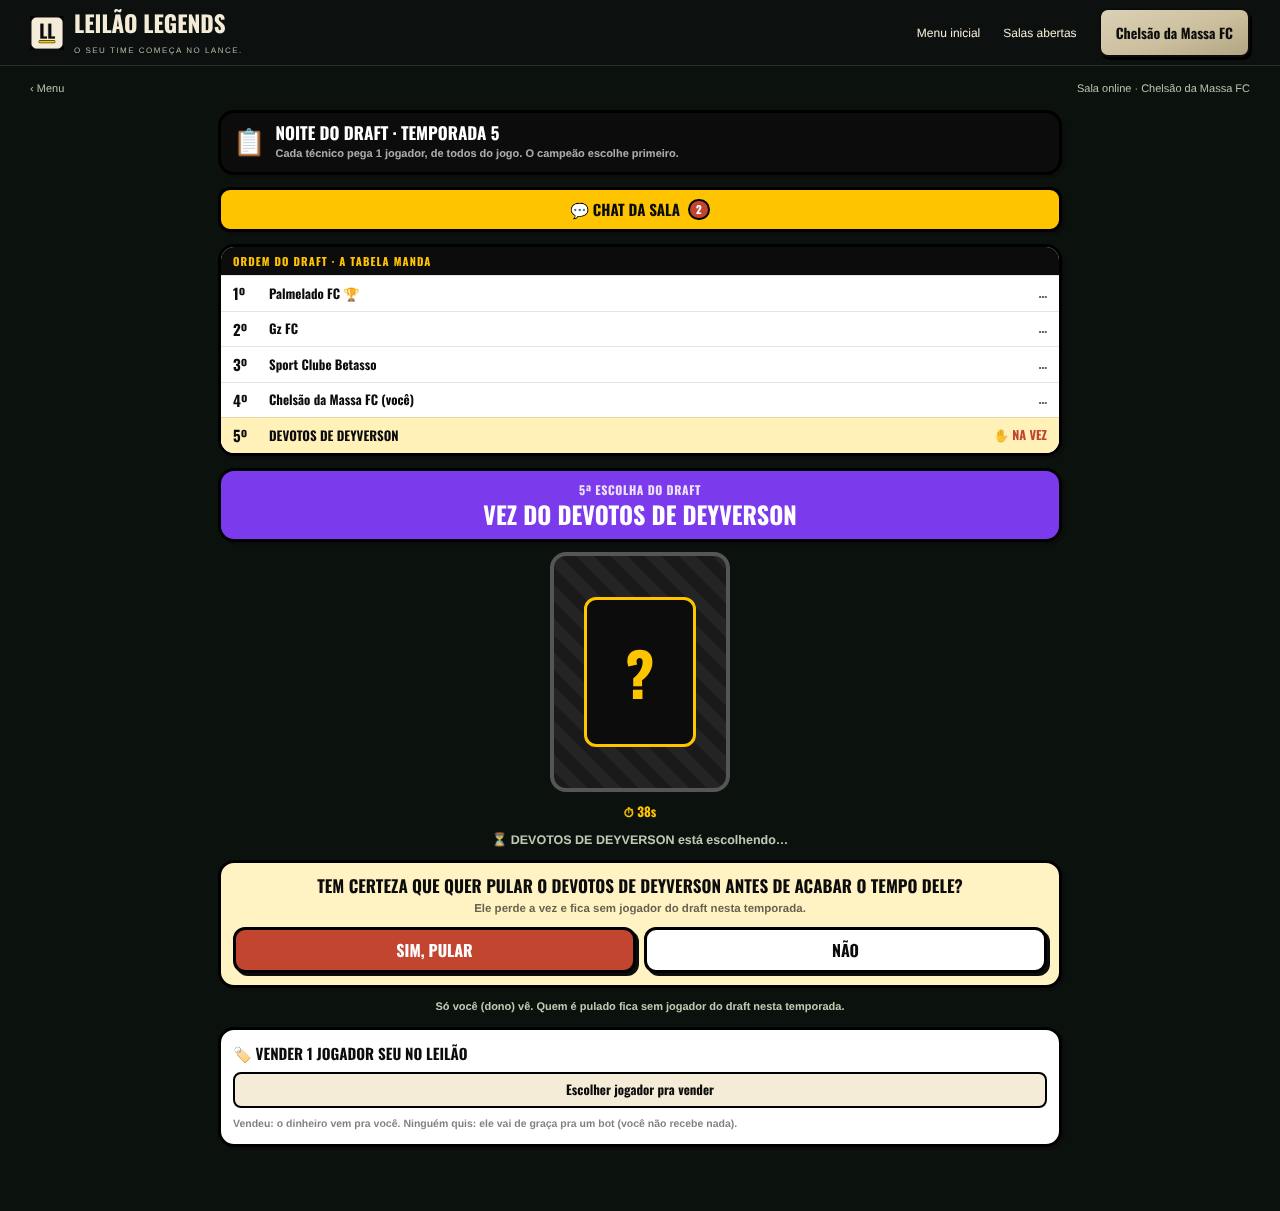 LL
LEILÃO LEGENDS
O SEU TIME COMEÇA NO LANCE.
Menu inicial
Salas abertas
Chelsão da Massa FC
‹ Menu
Sala online · Chelsão da Massa FC
📋 NOITE DO DRAFT · TEMPORADA 5
Cada técnico pega 1 jogador, de todos do jogo. O campeão escolhe primeiro.
💬 CHAT DA SALA 2
ORDEM DO DRAFT · A TABELA MANDA
1º Palmelado FC 🏆 ...
2º Gz FC ...
3º Sport Clube Betasso ...
4º Chelsão da Massa FC (você) ...
5º DEVOTOS DE DEYVERSON ✋ NA VEZ
5ª ESCOLHA DO DRAFT
VEZ DO DEVOTOS DE DEYVERSON
?
⏱ 38s
⏳ DEVOTOS DE DEYVERSON está escolhendo…
TEM CERTEZA QUE QUER PULAR O DEVOTOS DE DEYVERSON ANTES DE ACABAR O TEMPO DELE?
Ele perde a vez e fica sem jogador do draft nesta temporada.
SIM, PULAR
NÃO
Só você (dono) vê. Quem é pulado fica sem jogador do draft nesta temporada.
🏷️ VENDER 1 JOGADOR SEU NO LEILÃO
Escolher jogador pra vender
Vendeu: o dinheiro vem pra você. Ninguém quis: ele vai de graça pra um bot (você não recebe nada).